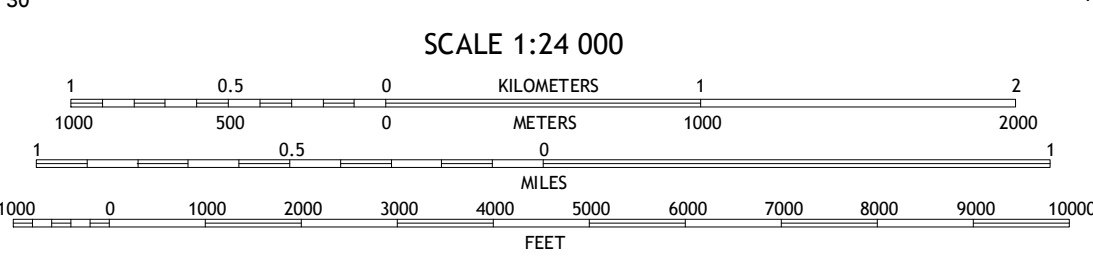 SCALE 1:24 000
1 0.5 0 KILOMETERS 1 2
1000 500 0 METERS 1000 2000
1 0.5 0 1
MILES
1000 0 1000 2000 3000 4000 5000 6000 7000 8000 9000 10000
FEET